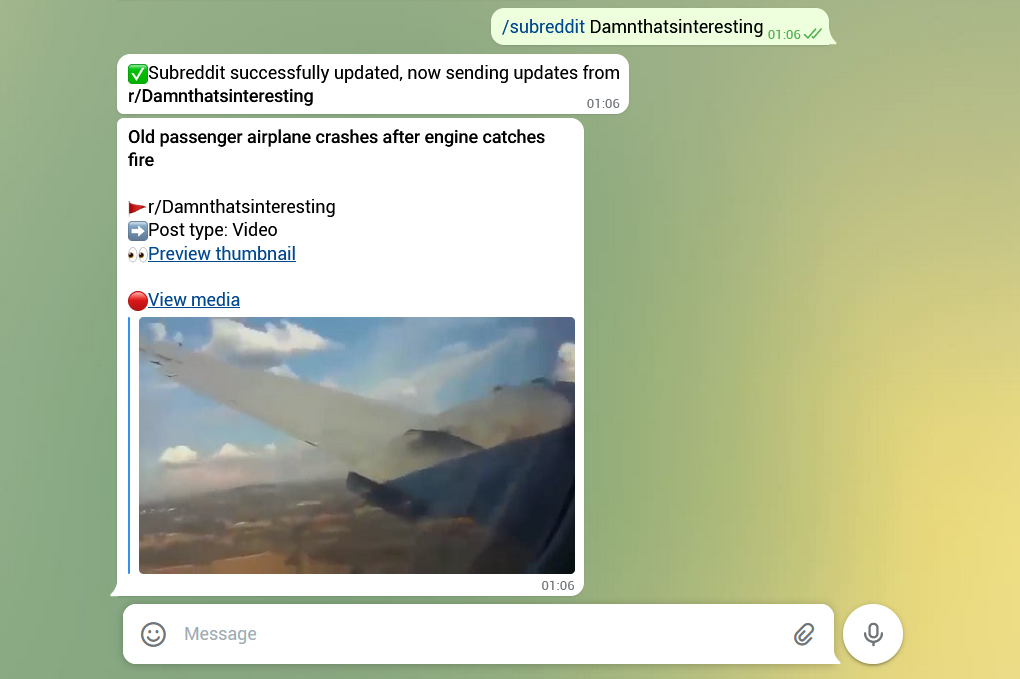 /subreddit Damnthatsinteresting 01:06
✅Subreddit successfully updated, now sending updates from
r/Damnthatsinteresting
01:06
Old passenger airplane crashes after engine catches
fire
🚩r/Damnthatsinteresting
➡️Post type: Video
👀Preview thumbnail
🔴View media
01:06
Message